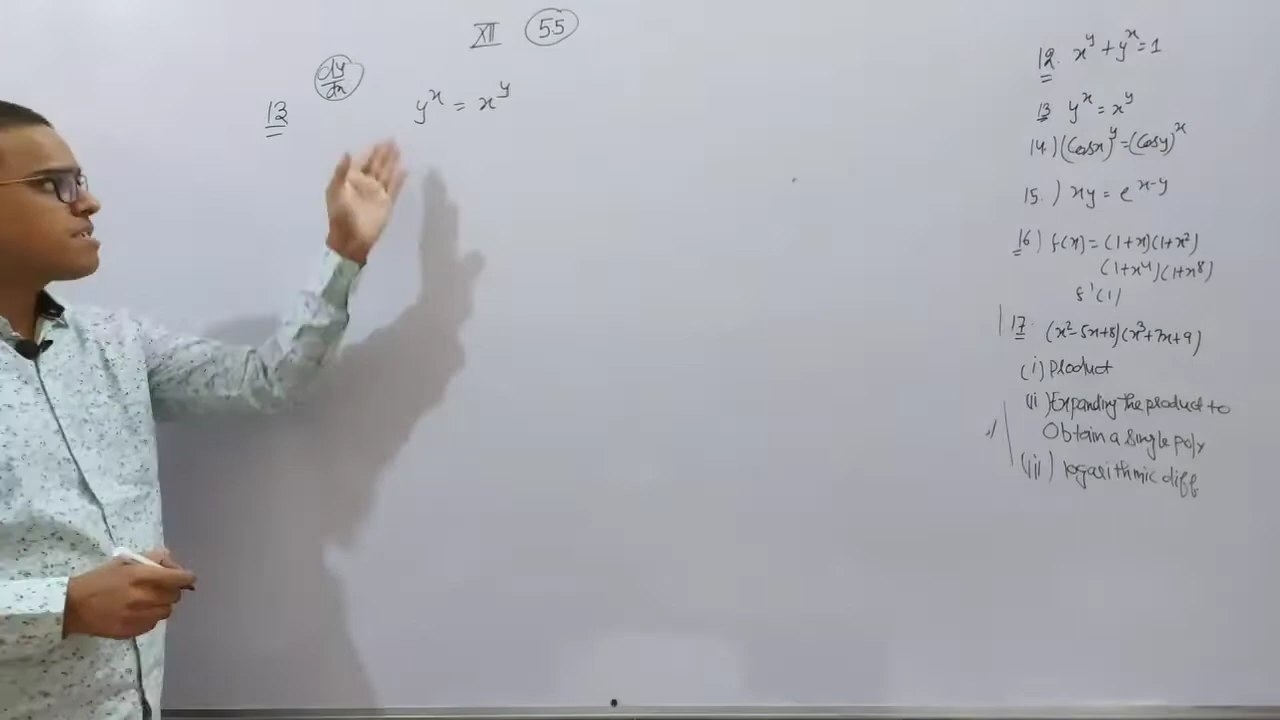 XII 55
dy/dx
13 y^x = x^y
12. x^y + y^x = 1
13 y^x = x^y
14.) (Cosx)^y = (Cosy)^x
15.) xy = e^x-y
16) f(x) = (1+x)(1+x²)
(1+x⁴)(1+x⁸)
f'(1)
17. (x²-5x+8)(x³+7x+9)
(i) Product
(ii) Expanding the product to
Obtain a single poly
(iii) logarithmic diff